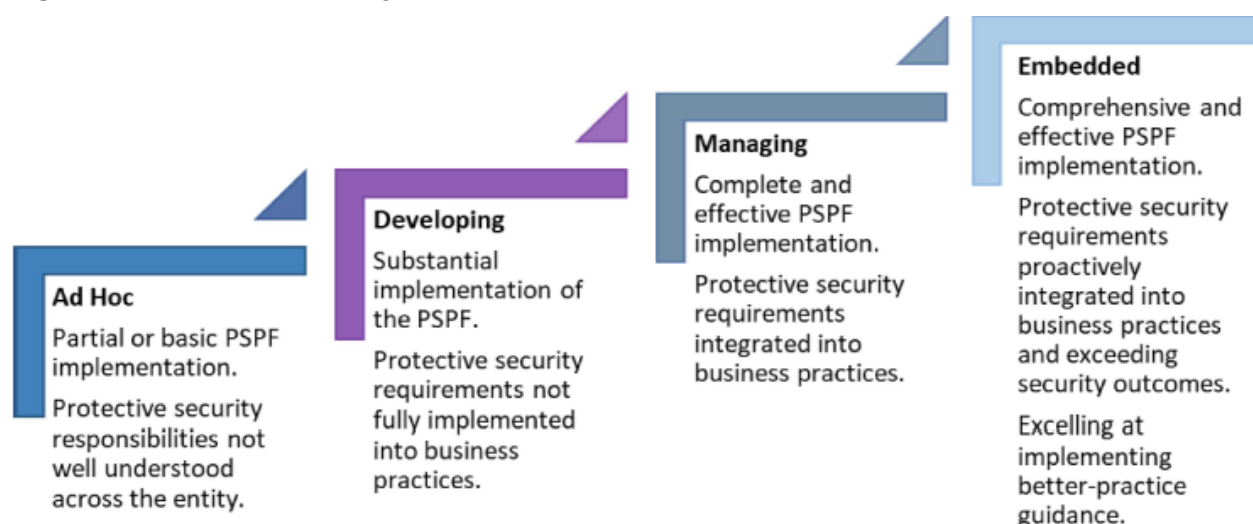 Ad Hoc
Partial or basic PSPF
implementation.
Protective security
responsibilities not
well understood
across the entity.
Developing
Substantial
implementation of
the PSPF.
Protective security
requirements not
fully implemented
into business
practices.
Managing
Complete and
effective PSPF
implementation.
Protective security
requirements
integrated into
business practices.
Embedded
Comprehensive and
effective PSPF
implementation.
Protective security
requirements
proactively
integrated into
business practices
and exceeding
security outcomes.
Excelling at
implementing
better-practice
guidance.